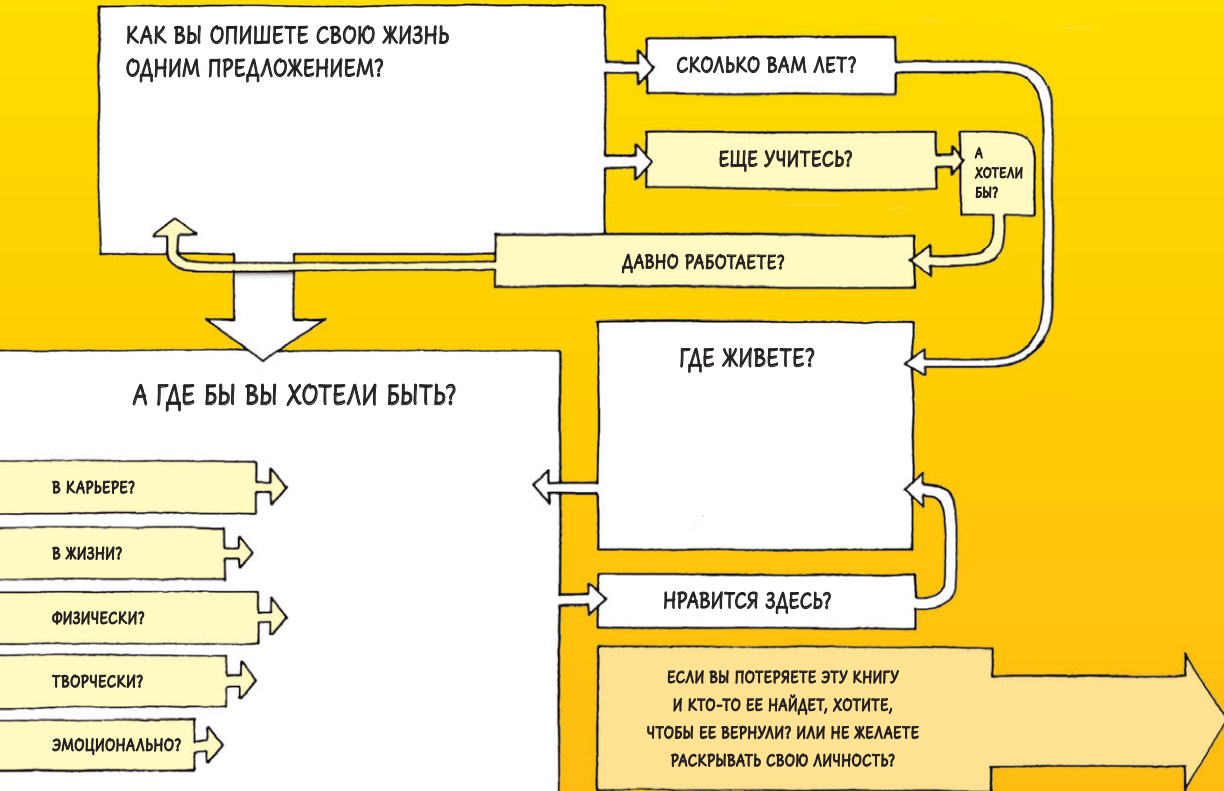 КАК ВЫ ОПИШЕТЕ СВОЮ ЖИЗНЬ
ОДНИМ ПРЕДЛОЖЕНИЕМ?
СКОЛЬКО ВАМ ЛЕТ?
ЕЩЕ УЧИТЕСЬ?
А
ХОТЕЛИ
БЫ?
ДАВНО РАБОТАЕТЕ?
ГДЕ ЖИВЕТЕ?
А ГДЕ БЫ ВЫ ХОТЕЛИ БЫТЬ?
В КАРЬЕРЕ?
В ЖИЗНИ?
ФИЗИЧЕСКИ?
ТВОРЧЕСКИ?
ЭМОЦИОНАЛЬНО?
НРАВИТСЯ ЗДЕСЬ?
ЕСЛИ ВЫ ПОТЕРЯЕТЕ ЭТУ КНИГУ
И КТО-ТО ЕЕ НАЙДЕТ, ХОТИТЕ,
ЧТОБЫ ЕЕ ВЕРНУЛИ? ИЛИ НЕ ЖЕЛАЕТЕ
РАСКРЫВАТЬ СВОЮ ЛИЧНОСТЬ?